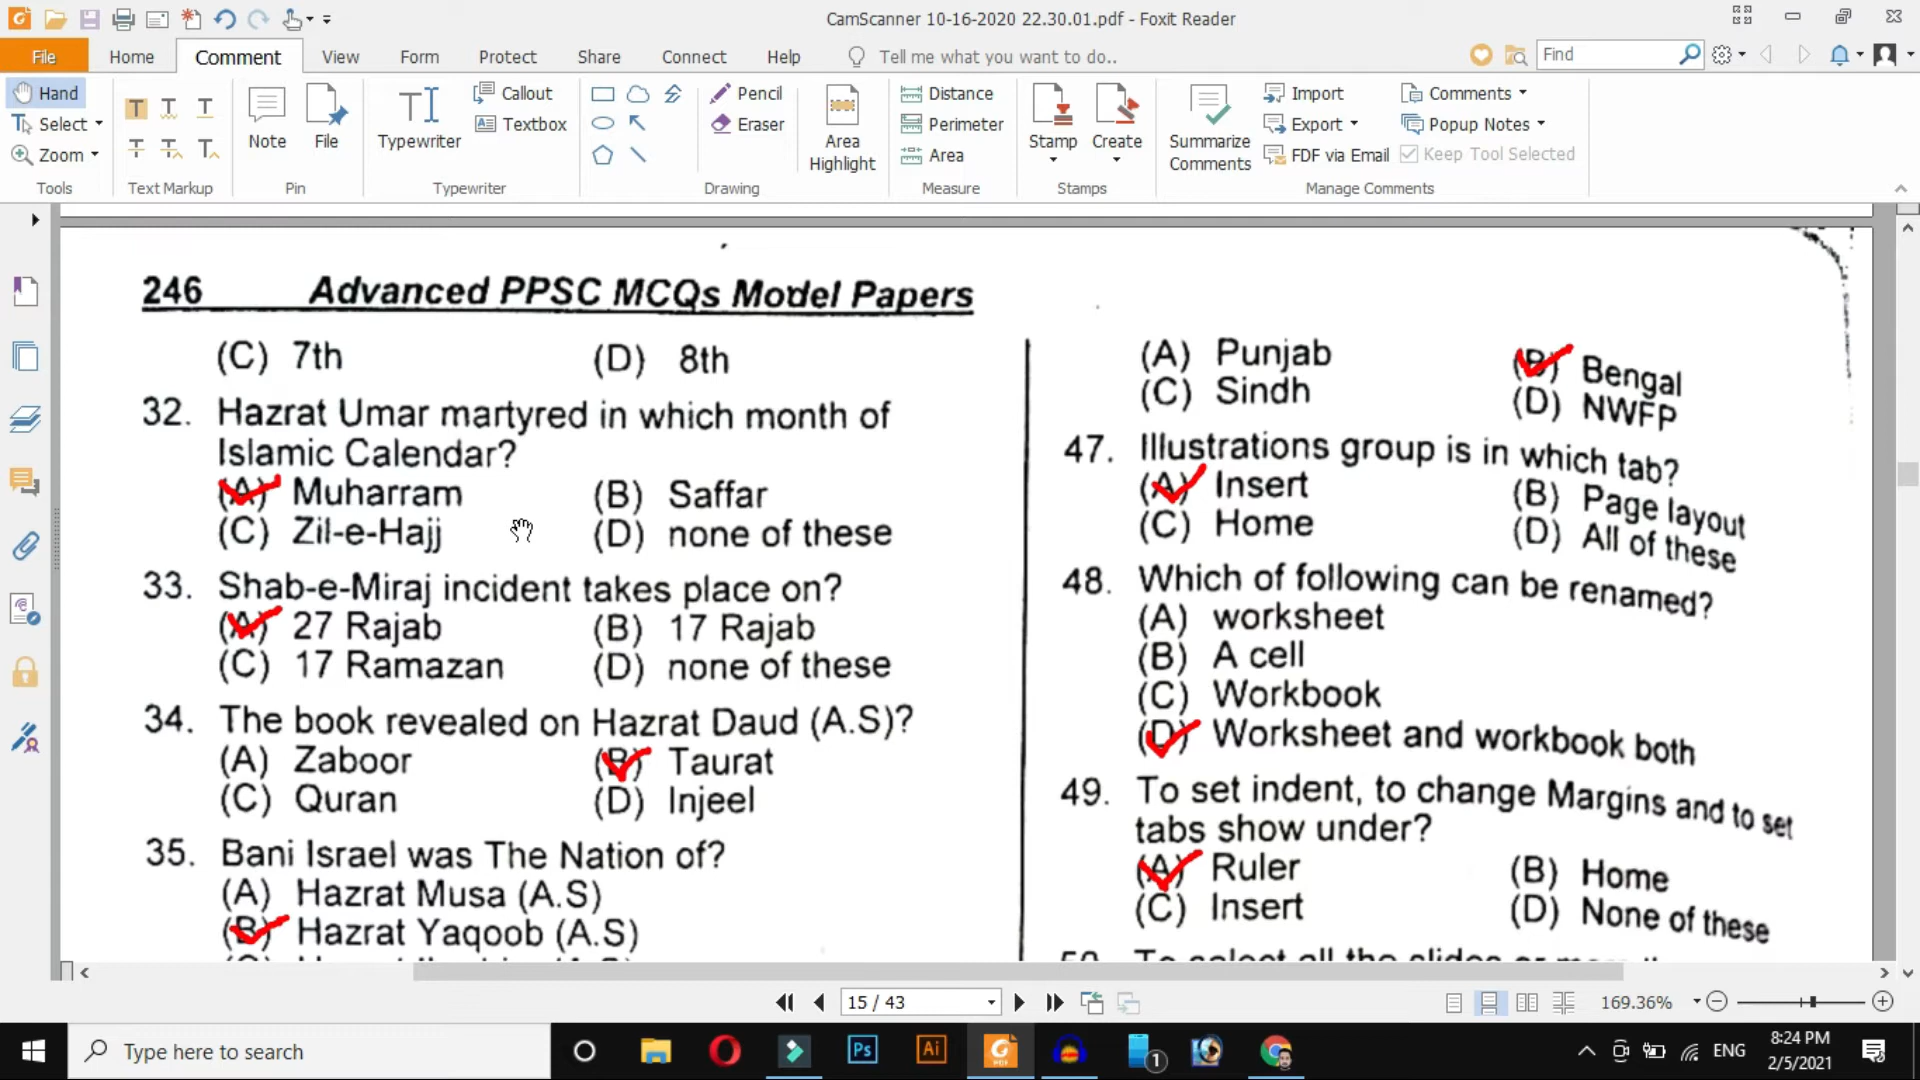 CamScanner 10-16-2020 22.30.01.pdf - Foxit Reader
File Home Comment View Form Protect Share Connect Help Tell me what you want to do.. Find
Hand
Select
Zoom
Tools
Text Markup
Note
File
Pin
Typewriter
Callout
Textbox
Typewriter
Pencil
Eraser
Drawing
Area Highlight
Distance
Perimeter
Area
Measure
Stamp
Create
Stamps
Summarize Comments
Import
Export
FDF via Email
Comments
Popup Notes
Keep Tool Selected
Manage Comments
246 Advanced PPSC MCQs Model Papers
(C) 7th (D) 8th
32. Hazrat Umar martyred in which month of
Islamic Calendar?
(A) Muharram (B) Saffar
(C) Zil-e-Hajj (D) none of these
33. Shab-e-Miraj incident takes place on?
(A) 27 Rajab (B) 17 Rajab
(C) 17 Ramazan (D) none of these
34. The book revealed on Hazrat Daud (A.S)?
(A) Zaboor (B) Taurat
(C) Quran (D) Injeel
35. Bani Israel was The Nation of?
(A) Hazrat Musa (A.S)
(B) Hazrat Yaqoob (A.S)
(A) Punjab (B) Bengal
(C) Sindh (D) NWFP
47. Illustrations group is in which tab?
(A) Insert (B) Page layout
(C) Home (D) All of these
48. Which of following can be renamed?
(A) worksheet
(B) A cell
(C) Workbook
(D) Worksheet and workbook both
49. To set indent, to change Margins and to set
tabs show under?
(A) Ruler (B) Home
(C) Insert (D) None of these
15 / 43
169.36%
Type here to search
Ps
Ai
PDF
1
ENG
8:24 PM
2/5/2021